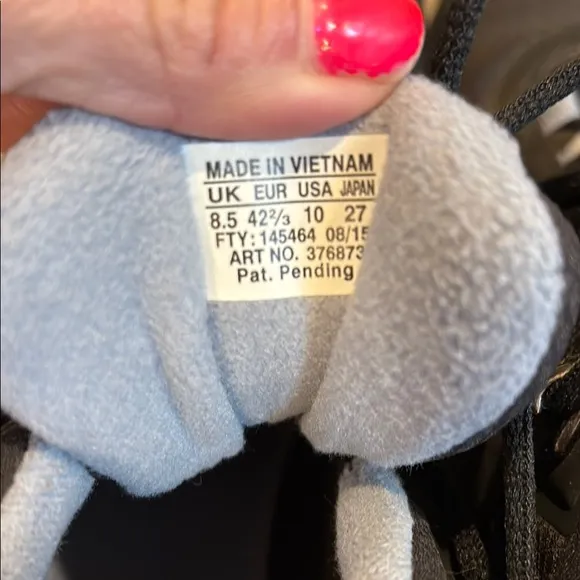 MADE IN VIETNAM
UK EUR USA JAPAN
8.5 42⅔ 10 27
FTY: 145464 08/15
ART NO. 376873
Pat. Pending